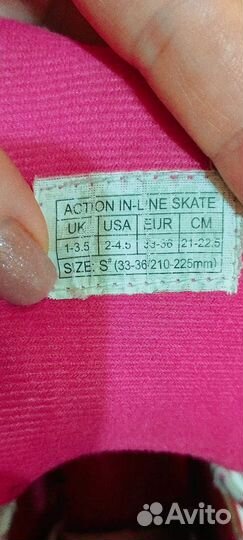 ACTION IN-LINE SKATE
UK USA EUR CM
1-3.5 2-4.5 33-36 21-22.5
SIZE: S# (33-36/210-225mm)
Avito